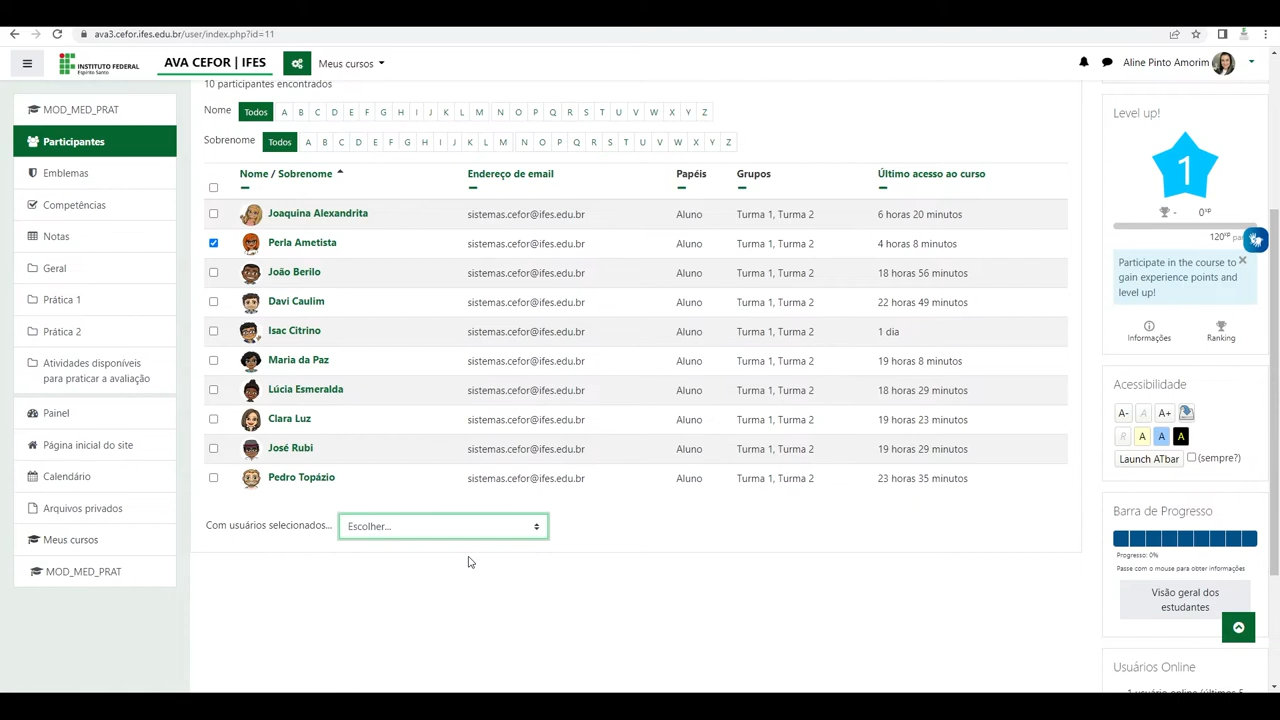 ava3.cefor.ifes.edu.br/user/index.php?id=11
INSTITUTO FEDERAL
Espírito Santo
AVA CEFOR | IFES
Meus cursos
Aline Pinto Amorim
MOD_MED_PRAT
Participantes
Emblemas
Competências
Notas
Geral
Prática 1
Prática 2
Atividades disponíveis
para praticar a avaliação
Painel
Página inicial do site
Calendário
Arquivos privados
Meus cursos
MOD_MED_PRAT
10 participantes encontrados
Nome Todos A B C D E F G H I J K L M N O P Q R S T U V W X Y Z
Sobrenome Todos A B C D E F G H I J K L M N O P Q R S T U V W X Y Z
Nome / Sobrenome Endereço de email Papéis Grupos Último acesso ao curso
Joaquina Alexandrita sistemas.cefor@ifes.edu.br Aluno Turma 1, Turma 2 6 horas 20 minutos
Perla Ametista sistemas.cefor@ifes.edu.br Aluno Turma 1, Turma 2 4 horas 8 minutos
João Berilo sistemas.cefor@ifes.edu.br Aluno Turma 1, Turma 2 18 horas 56 minutos
Davi Caulim sistemas.cefor@ifes.edu.br Aluno Turma 1, Turma 2 22 horas 49 minutos
Isac Citrino sistemas.cefor@ifes.edu.br Aluno Turma 1, Turma 2 1 dia
Maria da Paz sistemas.cefor@ifes.edu.br Aluno Turma 1, Turma 2 19 horas 8 minutos
Lúcia Esmeralda sistemas.cefor@ifes.edu.br Aluno Turma 1, Turma 2 18 horas 29 minutos
Clara Luz sistemas.cefor@ifes.edu.br Aluno Turma 1, Turma 2 19 horas 23 minutos
José Rubi sistemas.cefor@ifes.edu.br Aluno Turma 1, Turma 2 19 horas 29 minutos
Pedro Topázio sistemas.cefor@ifes.edu.br Aluno Turma 1, Turma 2 23 horas 35 minutos
Com usuários selecionados... Escolher...
Level up!
1
- 0xp
120xp par
Participate in the course to
gain experience points and
level up!
Informações Ranking
Acessibilidade
A- A A+
R A A A
Launch ATbar (sempre?)
Barra de Progresso
Progresso: 0%
Passe com o mouse para obter informações
Visão geral dos
estudantes
Usuários Online
1 usuário online (últimos 5